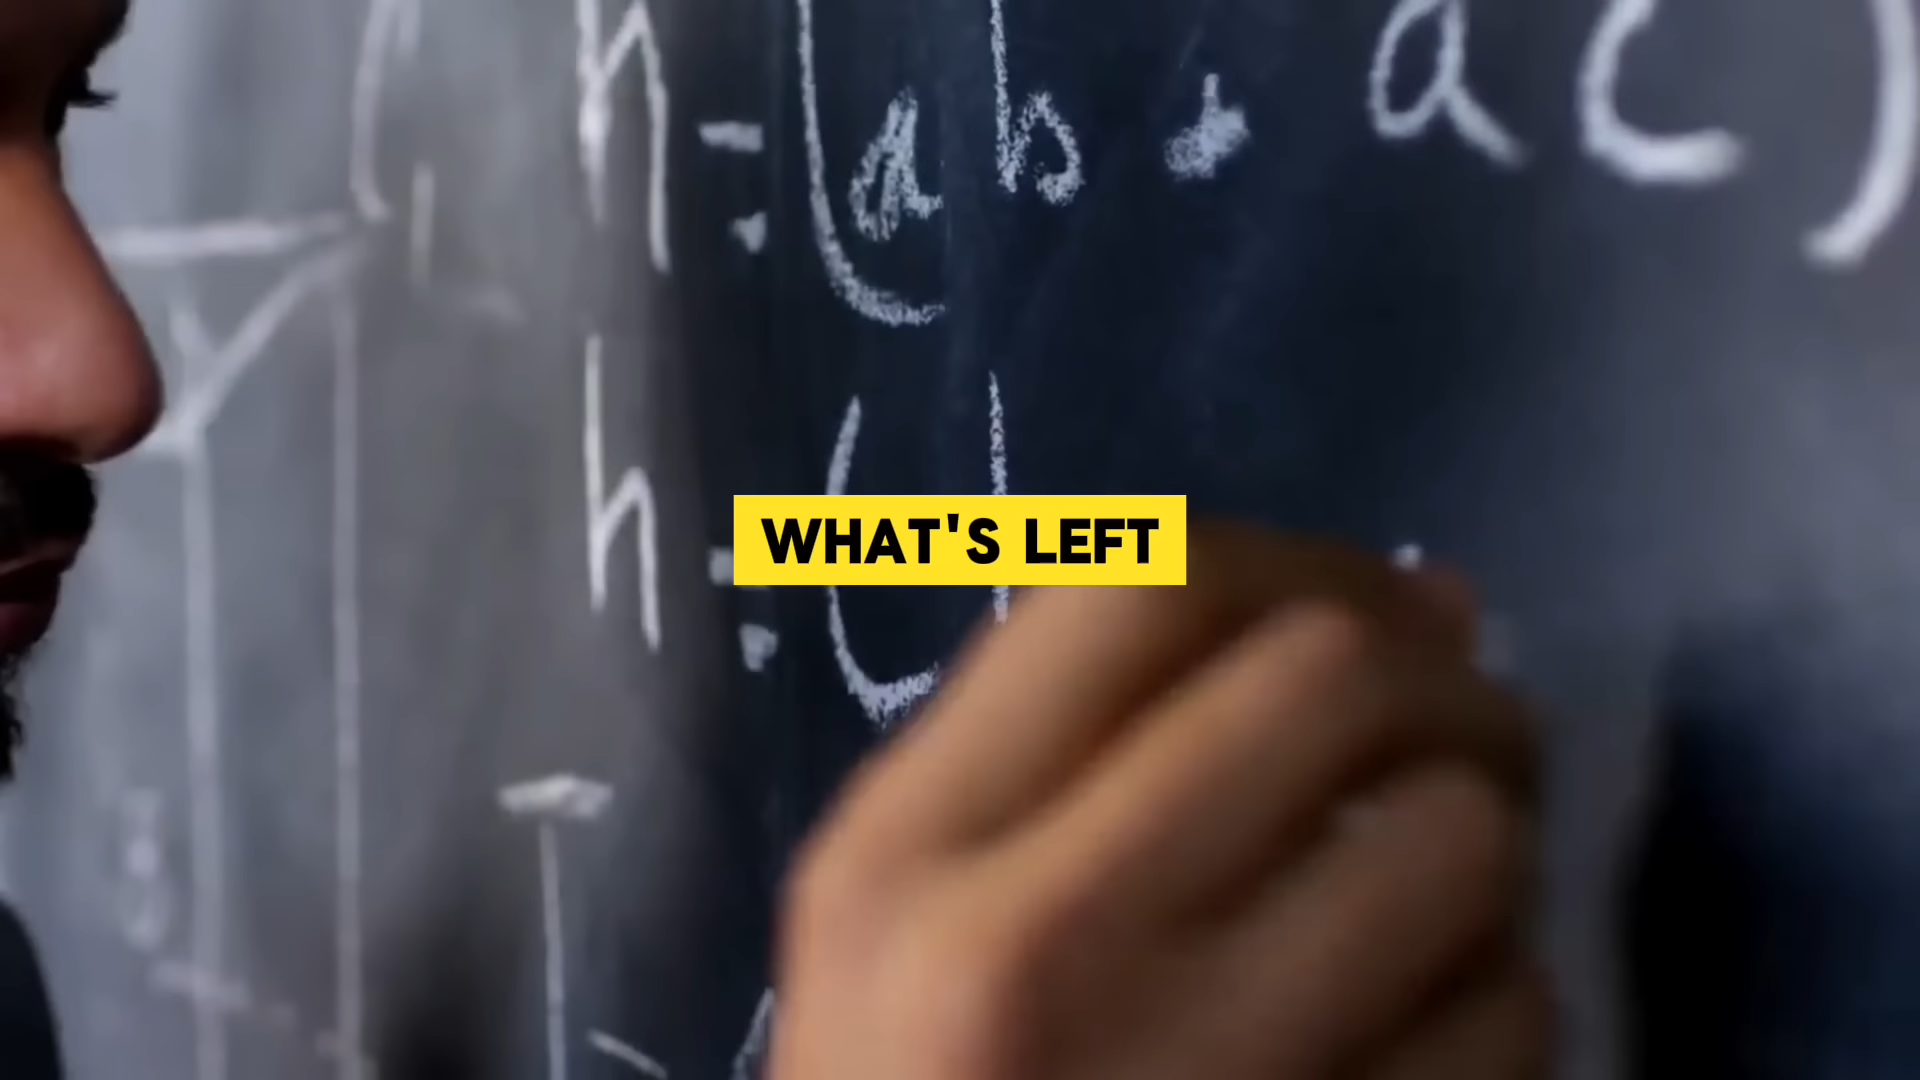 h = (ab · ac)
WHAT'S LEFT
h = (